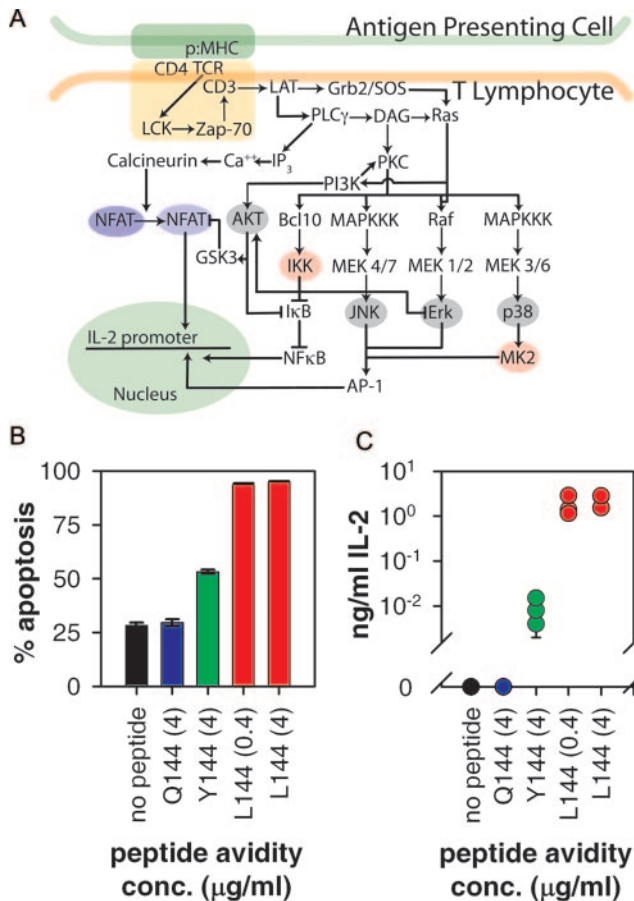 A
Antigen Presenting Cell
p:MHC
CD4 TCR
T Lymphocyte
CD3 LAT Grb2/SOS
LCK Zap-70 PLCγ DAG Ras
Calcineurin Ca++ IP3 PKC
PI3K
NFAT NFAT AKT Bcl10 MAPKKK Raf MAPKKK
GSK3 IKK MEK 4/7 MEK 1/2 MEK 3/6
IκB JNK Erk p38
IL-2 promoter
NFκB MK2
Nucleus
AP-1
B
% apoptosis
100
75
50
25
0
no peptide
Q144 (4)
Y144 (4)
L144 (0.4)
L144 (4)
peptide avidity
conc. (μg/ml)
C
ng/ml IL-2
10^1
10^0
10^-1
10^-2
0
no peptide
Q144 (4)
Y144 (4)
L144 (0.4)
L144 (4)
peptide avidity
conc. (μg/ml)